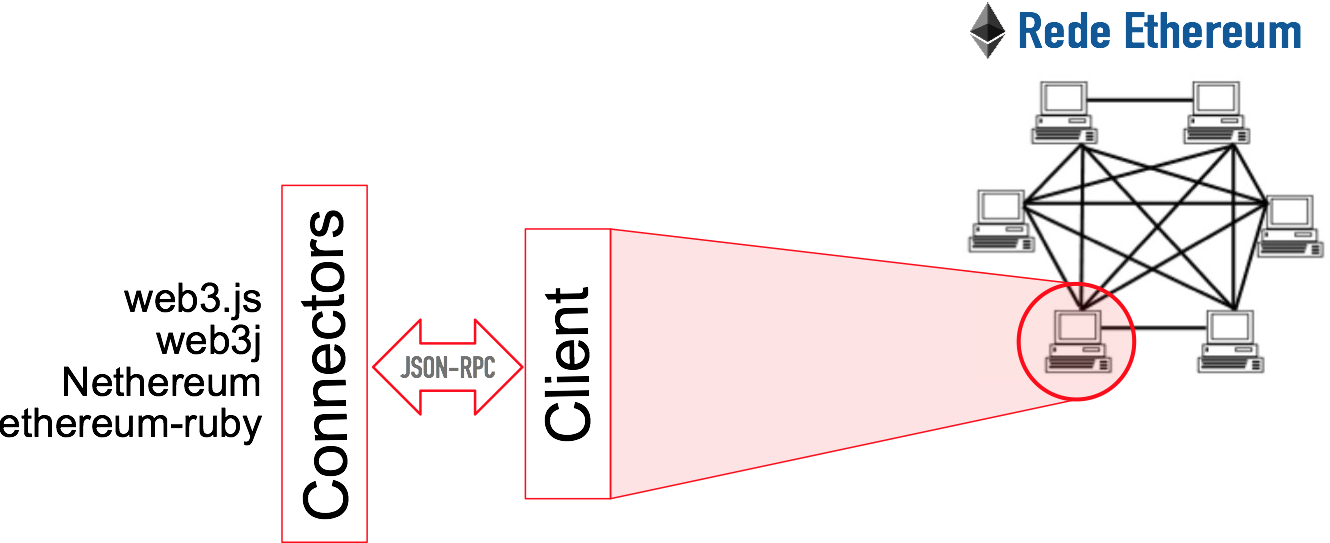 Rede Ethereum
web3.js
web3j
Nethereum
ethereum-ruby
Connectors
JSON-RPC
Client